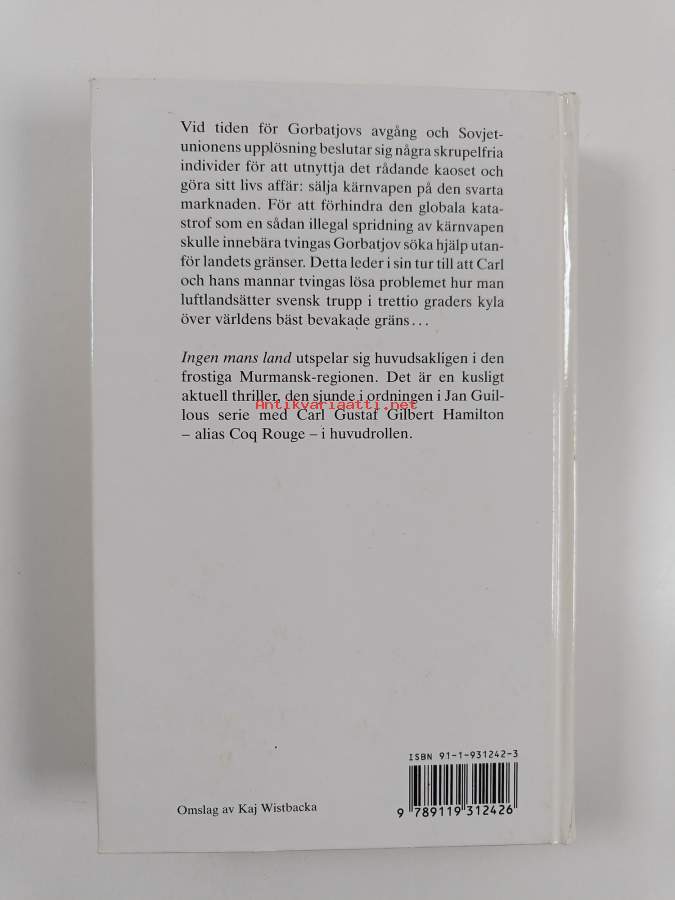 Vid tiden för Gorbatjovs avgång och Sovjet-
unionens upplösning beslutar sig några skrupelfria
individer för att utnyttja det rådande kaoset och
göra sitt livs affär: sälja kärnvapen på den svarta
marknaden. För att förhindra den globala kata-
strof som en sådan illegal spridning av kärnvapen
skulle innebära tvingas Gorbatjov söka hjälp utan-
för landets gränser. Detta leder i sin tur till att Carl
och hans mannar tvingas lösa problemet hur man
luftlandsätter svensk trupp i trettio graders kyla
över världens bäst bevakade gräns...
Ingen mans land utspelar sig huvudsakligen i den
frostiga Murmansk-regionen. Det är en kusligt
aktuell thriller, den sjunde i ordningen i Jan Guil-
Antikvariaatti.net
lous serie med Carl Gustaf Gilbert Hamilton
– alias Coq Rouge – i huvudrollen.
ISBN 91-1-931242-3
9 789119 312426
Omslag av Kaj Wistbacka